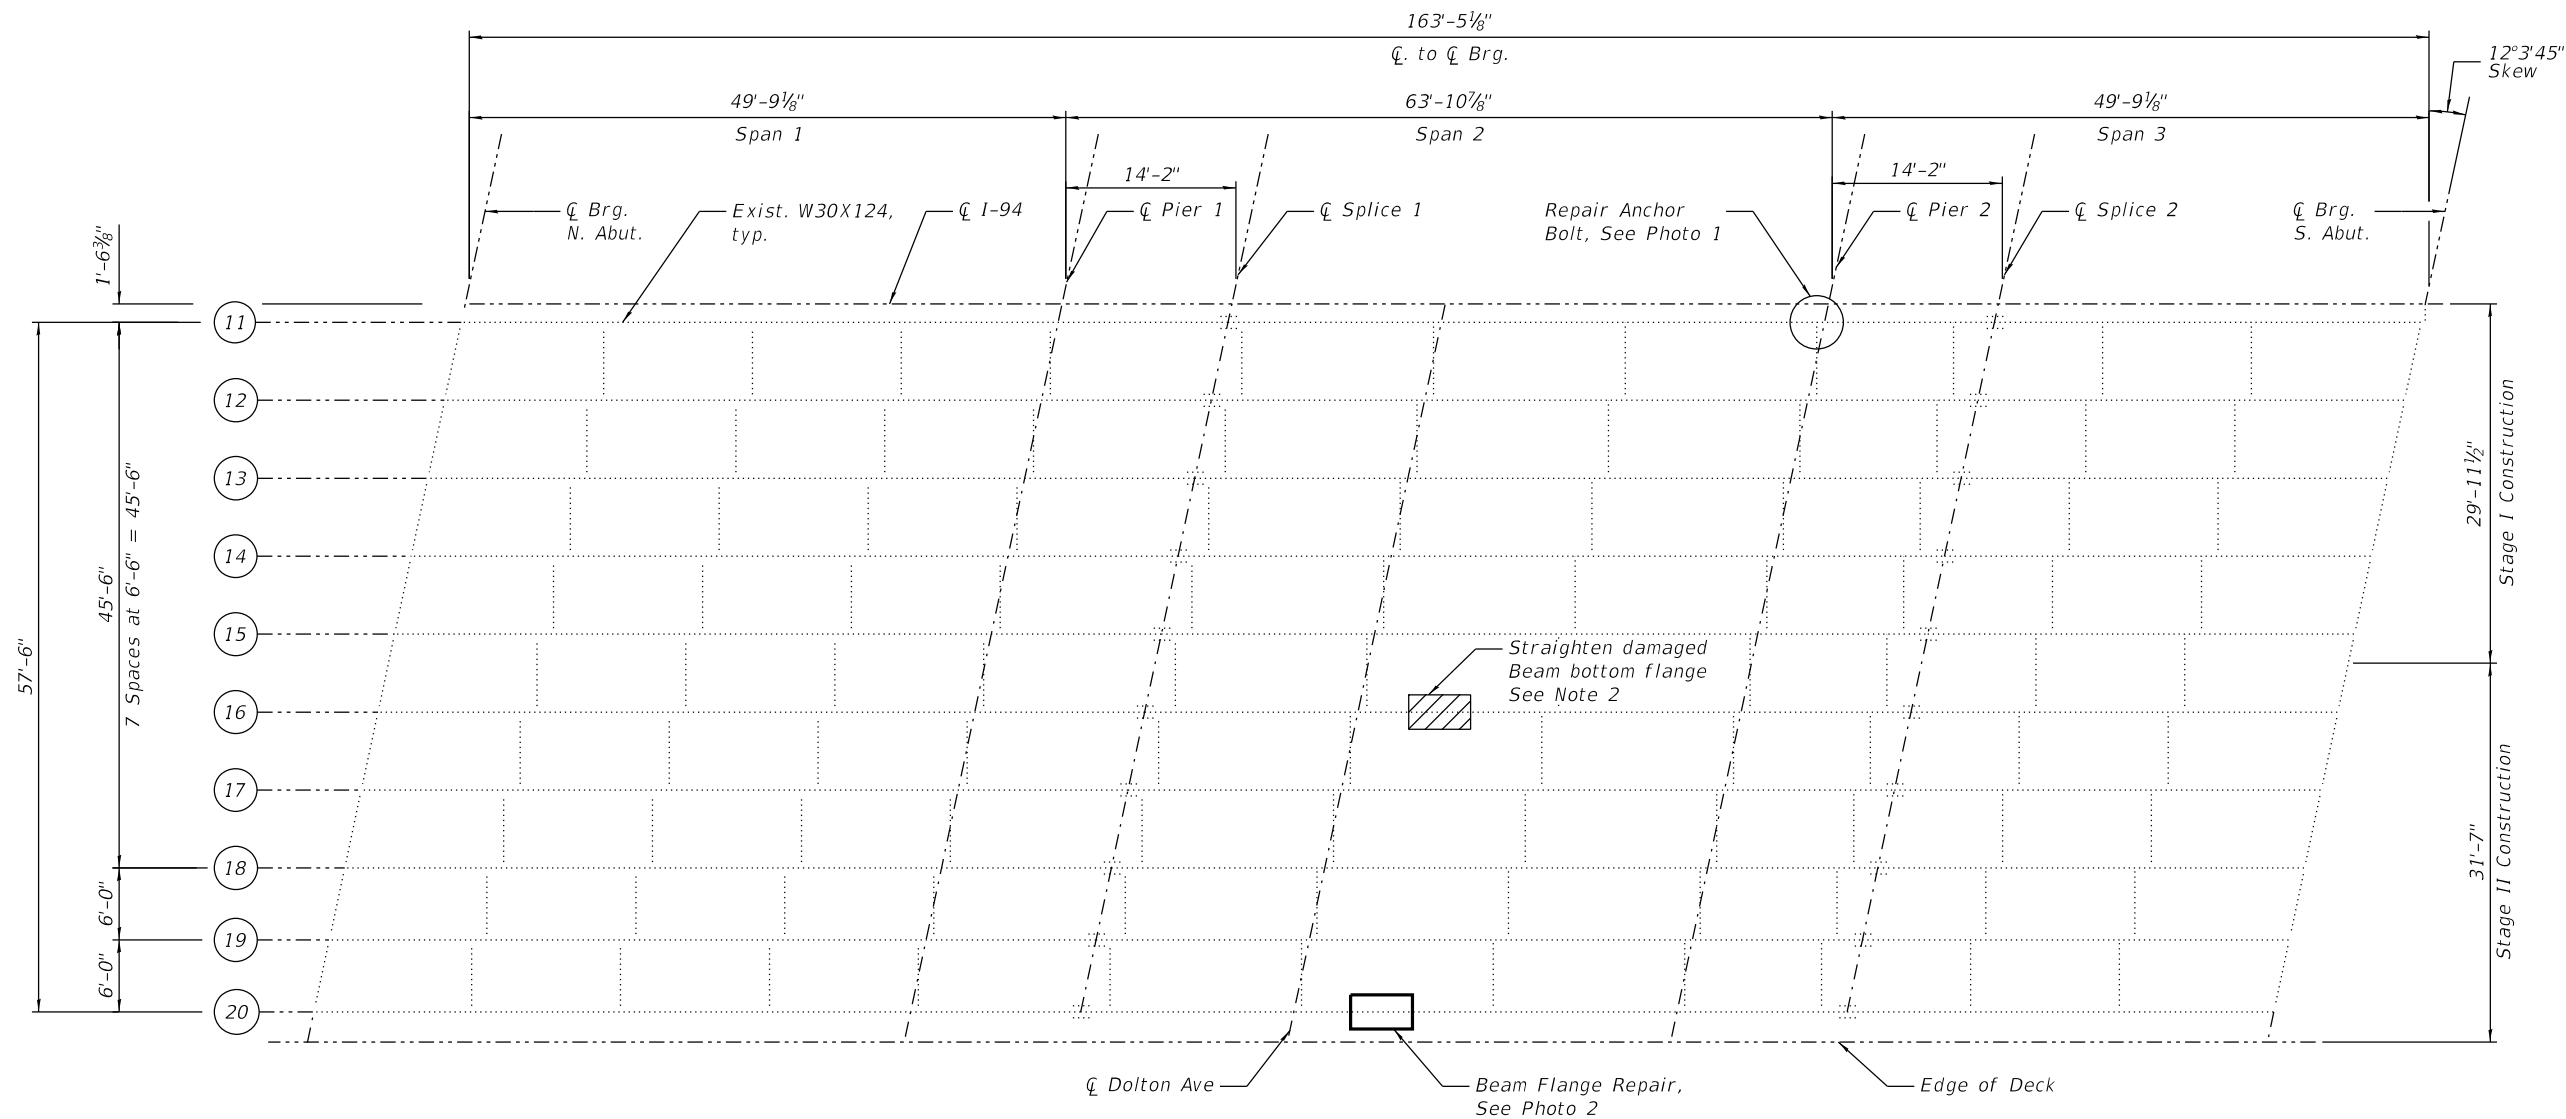 163'-5⅛"
℄. to ℄ Brg.
12°3'45"
Skew
49'-9⅛"
Span 1
63'-10⅞"
Span 2
49'-9⅛"
Span 3
14'-2"
14'-2"
℄ Brg.
N. Abut.
Exist. W30X124,
typ.
℄ I-94
℄ Pier 1
℄ Splice 1
Repair Anchor
Bolt, See Photo 1
℄ Pier 2
℄ Splice 2
℄ Brg.
S. Abut.
1'-6⅜"
11
12
13
14
15
16
17
18
19
20
57'-6"
45'-6"
7 Spaces at 6'-6" = 45'-6"
6'-0"
6'-0"
Straighten damaged
Beam bottom flange
See Note 2
29'-11½"
Stage I Construction
31'-7"
Stage II Construction
℄ Dolton Ave
Beam Flange Repair,
See Photo 2
Edge of Deck